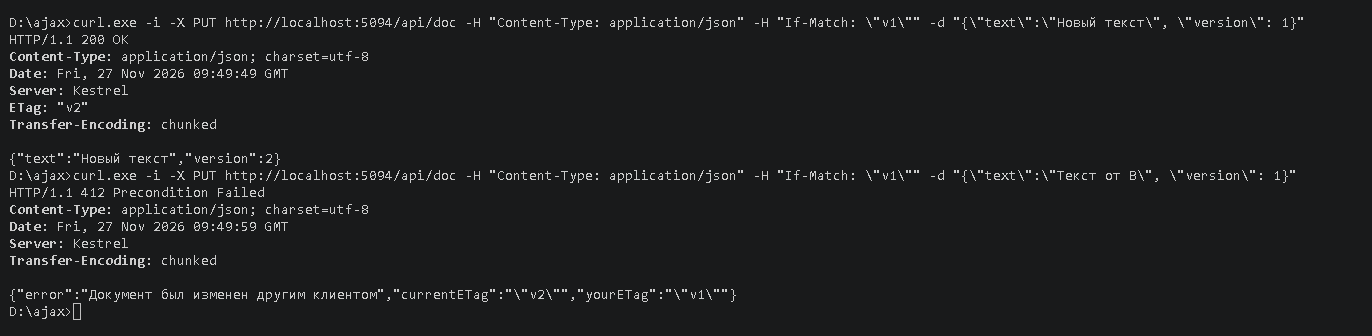 D:\ajax>curl.exe -i -X PUT http://localhost:5094/api/doc -H "Content-Type: application/json" -H "If-Match: \"v1\"" -d "{\"text\":\"Новый текст\", \"version\": 1}"
HTTP/1.1 200 OK
Content-Type: application/json; charset=utf-8
Date: Fri, 27 Nov 2026 09:49:49 GMT
Server: Kestrel
ETag: "v2"
Transfer-Encoding: chunked
{"text":"Новый текст","version":2}
D:\ajax>curl.exe -i -X PUT http://localhost:5094/api/doc -H "Content-Type: application/json" -H "If-Match: \"v1\"" -d "{\"text\":\"Текст от B\", \"version\": 1}"
HTTP/1.1 412 Precondition Failed
Content-Type: application/json; charset=utf-8
Date: Fri, 27 Nov 2026 09:49:59 GMT
Server: Kestrel
Transfer-Encoding: chunked
{"error":"Документ был изменен другим клиентом","currentETag":"\"v2\"","yourETag":"\"v1\""}
D:\ajax>